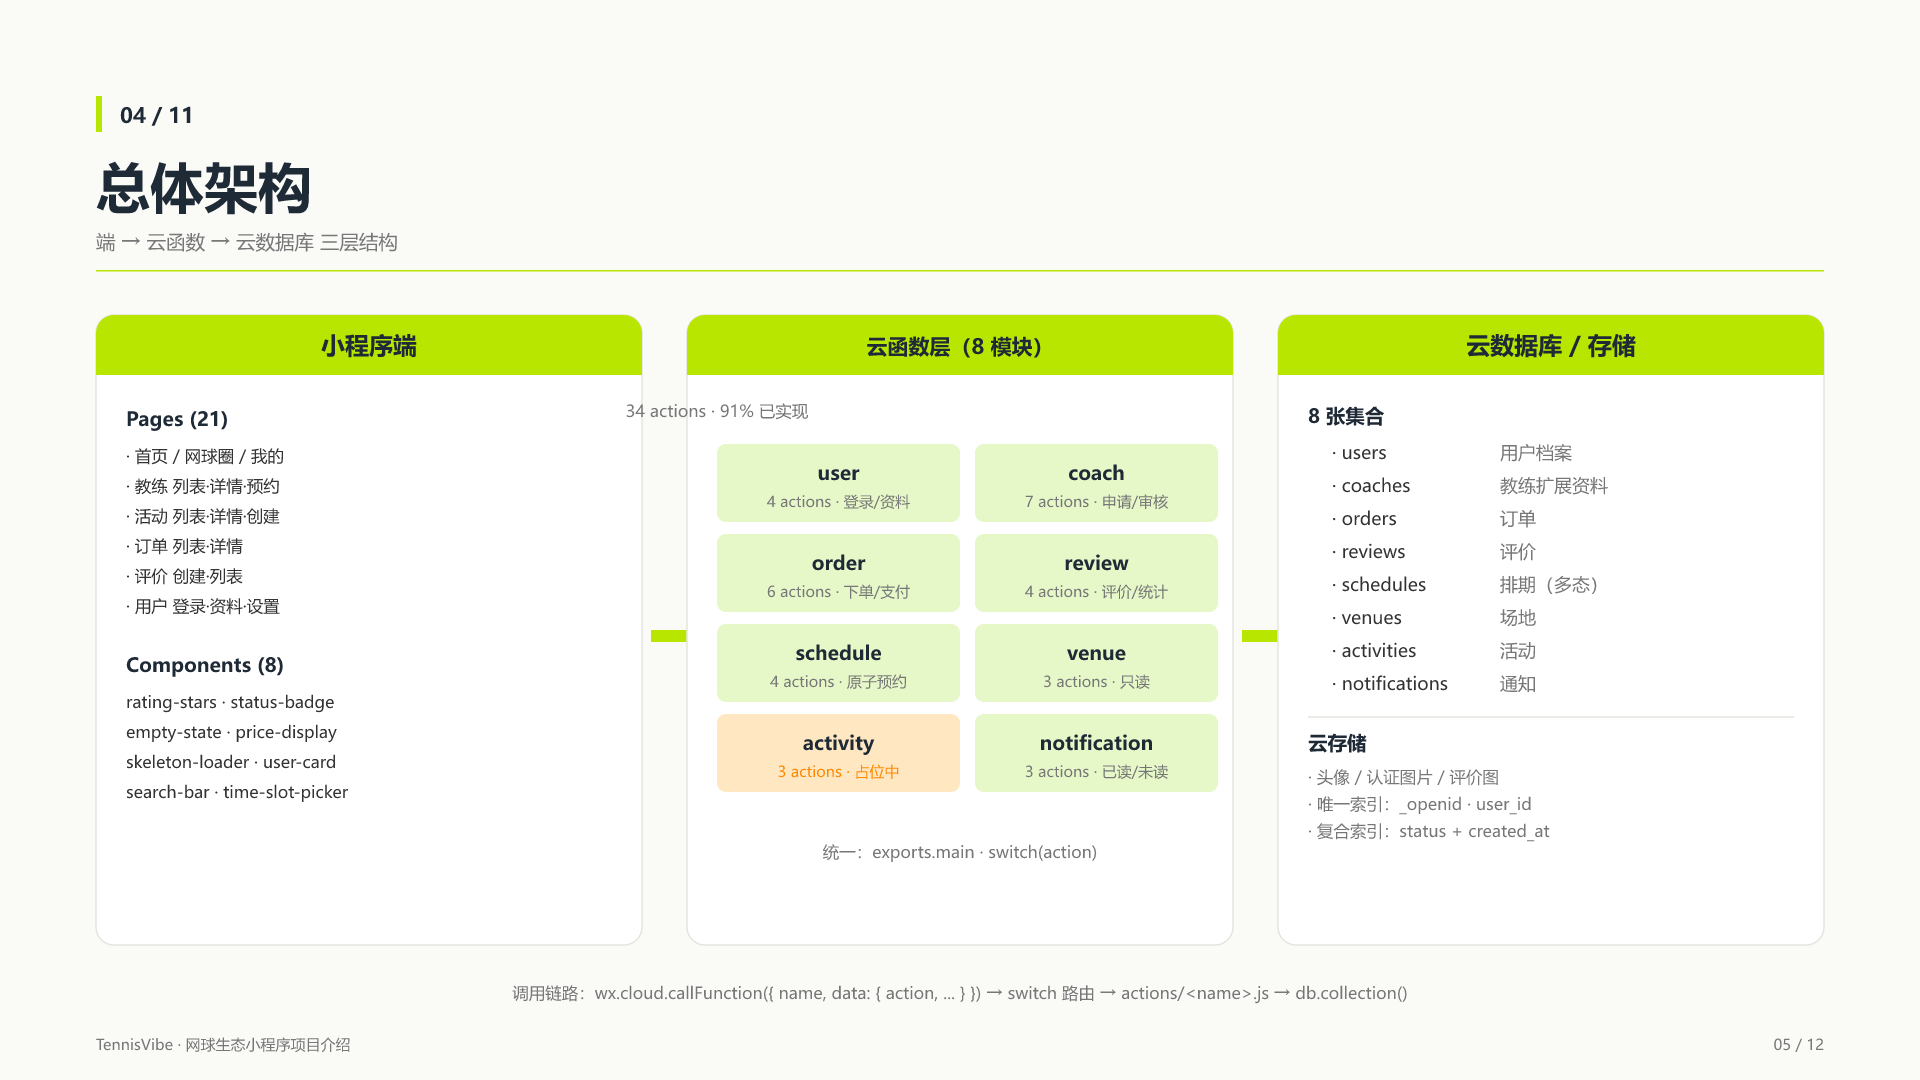 04 / 11
总体架构
端 → 云函数 → 云数据库 三层结构
小程序端
Pages (21)
· 首页 / 网球圈 / 我的
· 教练 列表·详情·预约
· 活动 列表·详情·创建
· 订单 列表·详情
· 评价 创建·列表
· 用户 登录·资料·设置
Components (8)
rating-stars · status-badge
empty-state · price-display
skeleton-loader · user-card
search-bar · time-slot-picker
云函数层（8 模块）
34 actions · 91% 已实现
user
4 actions · 登录/资料
coach
7 actions · 申请/审核
order
6 actions · 下单/支付
review
4 actions · 评价/统计
schedule
4 actions · 原子预约
venue
3 actions · 只读
activity
3 actions · 占位中
notification
3 actions · 已读/未读
统一：exports.main · switch(action)
云数据库 / 存储
8 张集合
· users 用户档案
· coaches 教练扩展资料
· orders 订单
· reviews 评价
· schedules 排期（多态）
· venues 场地
· activities 活动
· notifications 通知
云存储
· 头像 / 认证图片 / 评价图
· 唯一索引：_openid · user_id
· 复合索引：status + created_at
调用链路：wx.cloud.callFunction({ name, data: { action, ... } }) → switch 路由 → actions/<name>.js → db.collection()
TennisVibe · 网球生态小程序项目介绍
05 / 12